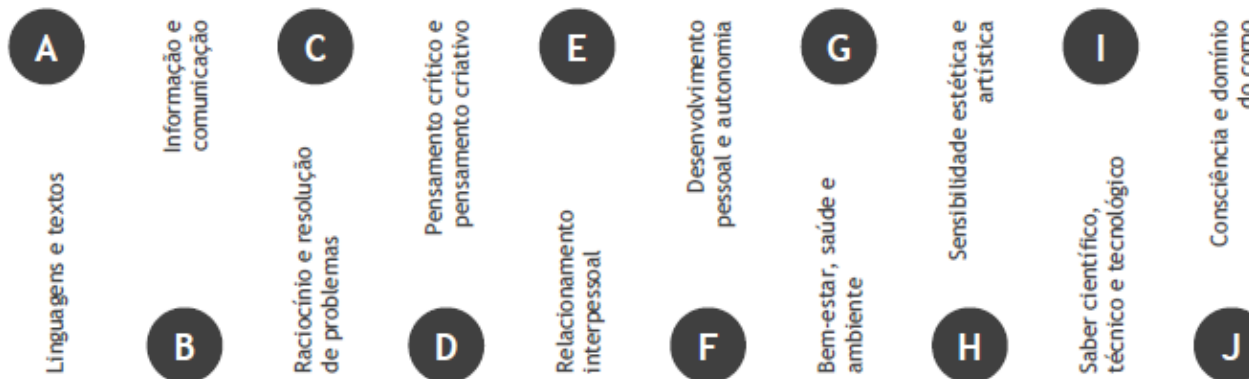 A
Linguagens e textos
Informação e
comunicação
B
C
Raciocínio e resolução
de problemas
Pensamento crítico e
pensamento criativo
D
E
Relacionamento
interpessoal
Desenvolvimento
pessoal e autonomia
F
G
Bem-estar, saúde e
ambiente
Sensibilidade estética e
artística
H
I
Saber científico,
técnico e tecnológico
Consciência e domínio
J